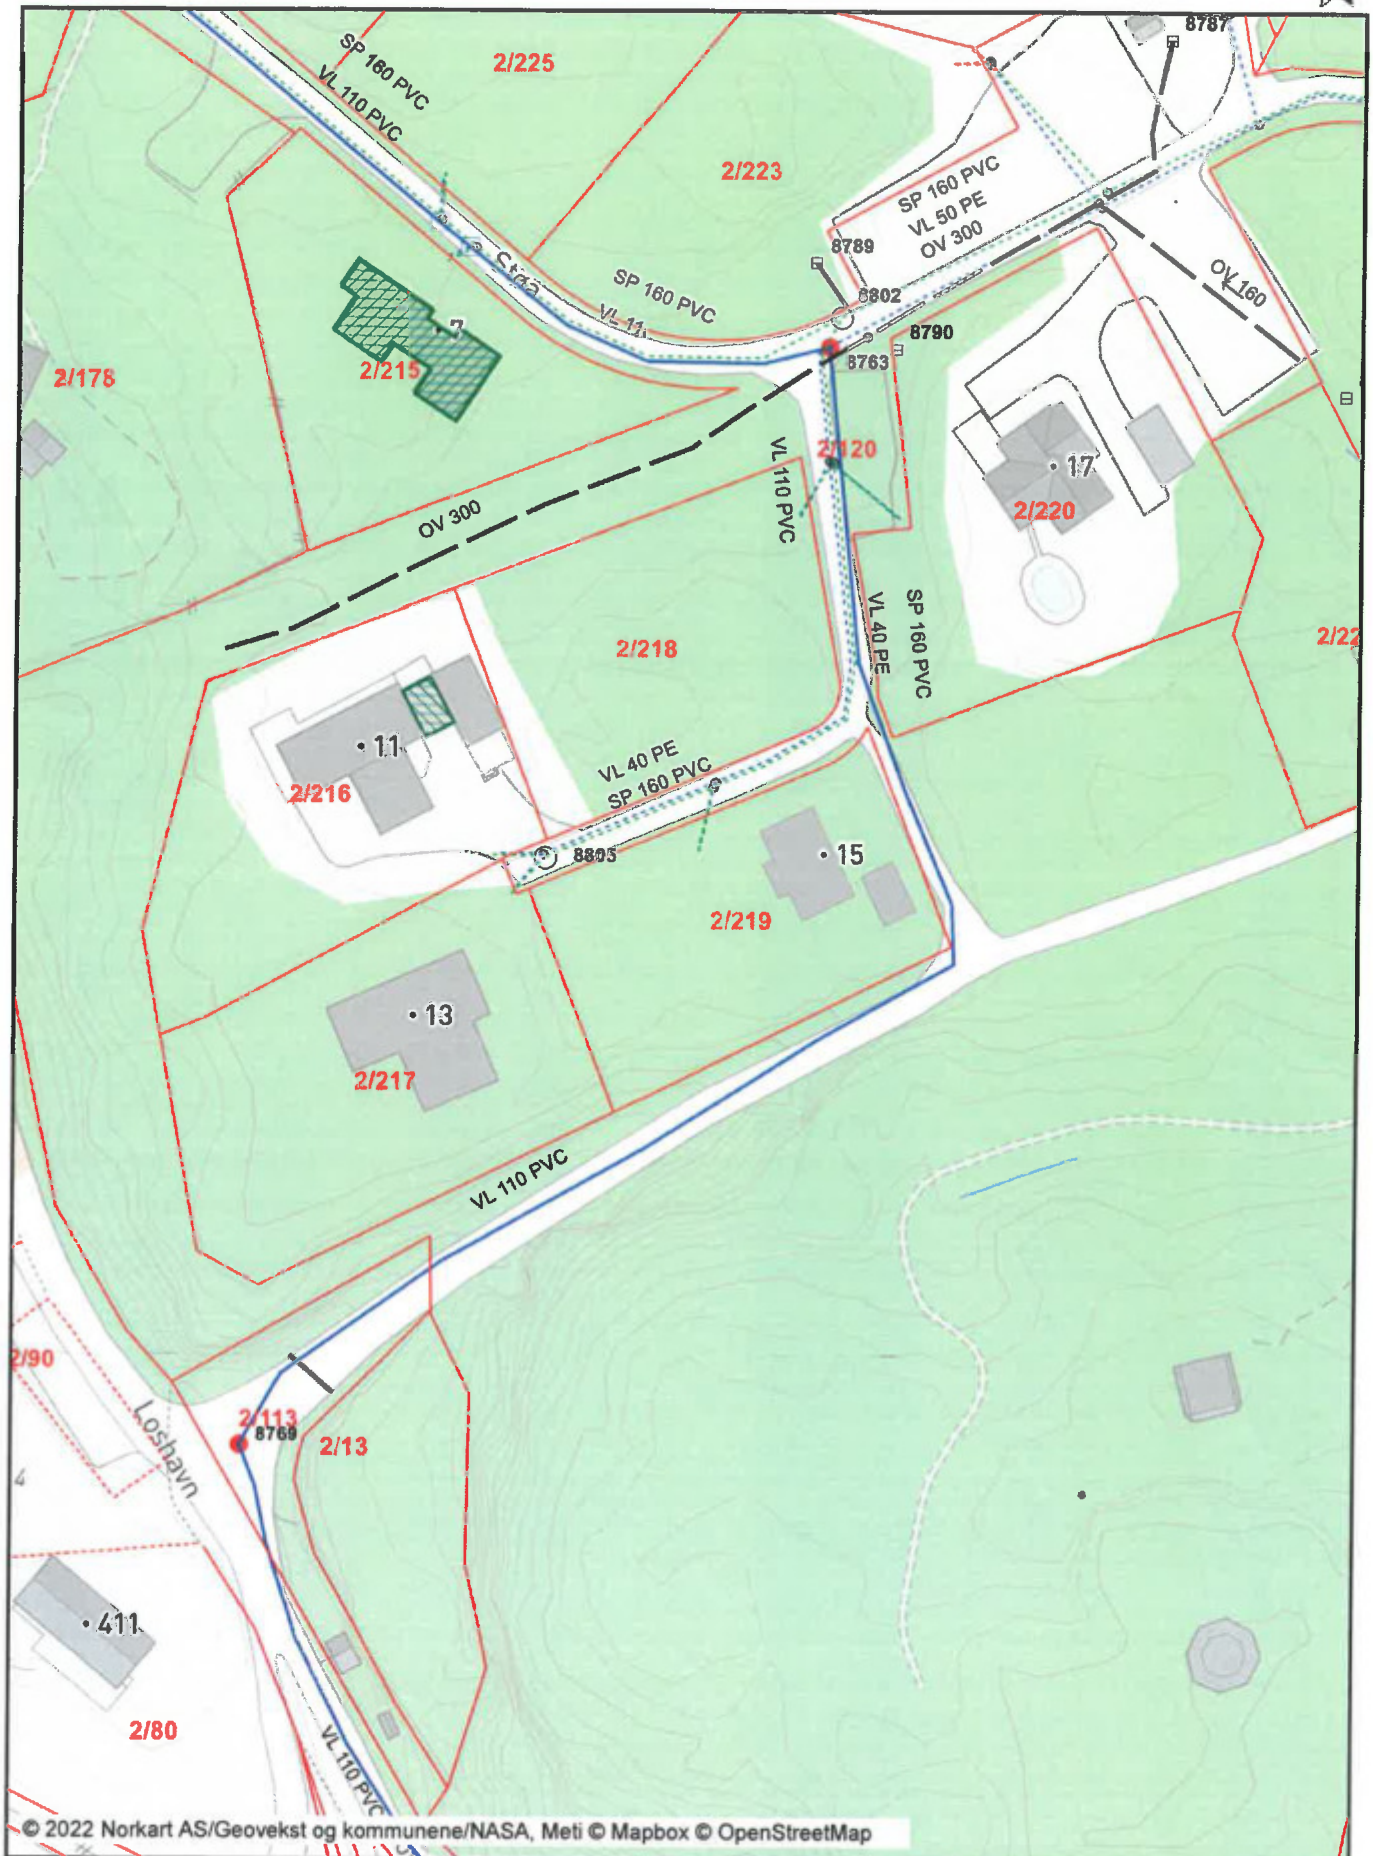 8787
SP 160 PVC
VL 110 PVC
2/225
2/223
SP 160 PVC
VL 50 PE
OV 300
8789
8802
OV 160
SP 160 PVC
VL 11
8790
8763
7
2/215
2/178
2/120
VL 110 PVC
17
2/220
OV 300
VL 40 PE
SP 160 PVC
2/218
2/22
11
2/216
VL 40 PE
SP 160 PVC
8805
15
2/219
13
2/217
VL 110 PVC
2/90
Loshavn
2/113
8769
2/13
4
411
2/80
VL 110 PVC
© 2022 Norkart AS/Geovekst og kommunene/NASA, Meti © Mapbox © OpenStreetMap